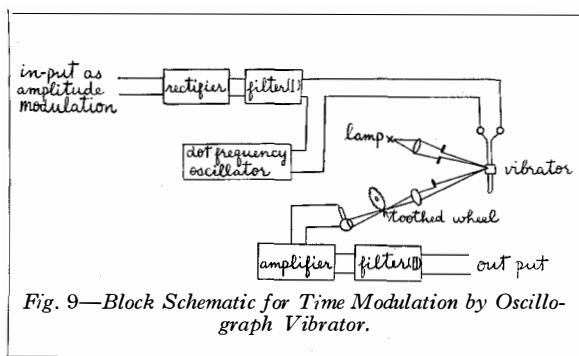 in-put as
amplitude
modulation
rectifier
filter(I)
dot frequency
oscillator
lamp
vibrator
toothed wheel
amplifier
filter(II)
out put
Fig. 9—Block Schematic for Time Modulation by Oscillo-
graph Vibrator.